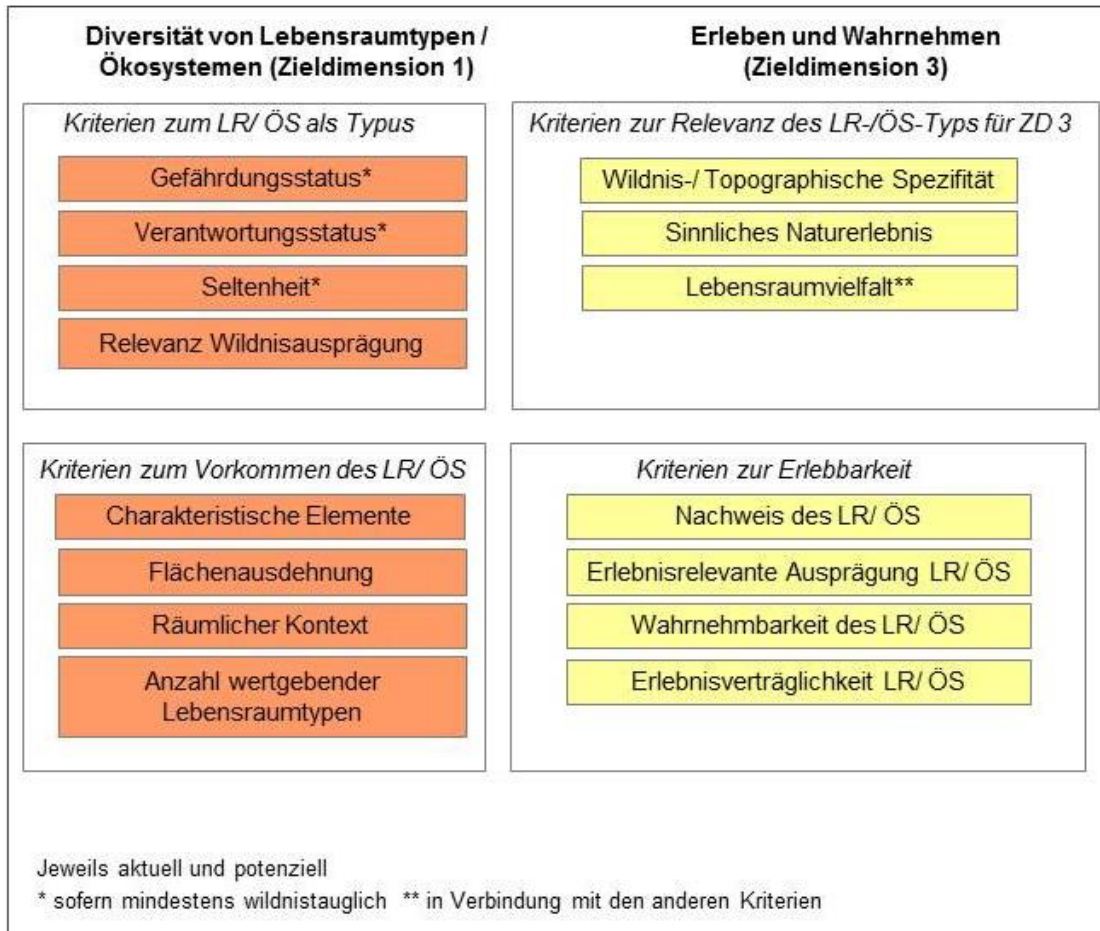 Diversität von Lebensraumtypen /
Ökosystemen (Zieldimension 1)
Kriterien zum LR/ ÖS als Typus
Gefährdungsstatus*
Verantwortungsstatus*
Seltenheit*
Relevanz Wildnisausprägung
Kriterien zum Vorkommen des LR/ ÖS
Charakteristische Elemente
Flächenausdehnung
Räumlicher Kontext
Anzahl wertgebender
Lebensraumtypen
Erleben und Wahrnehmen
(Zieldimension 3)
Kriterien zur Relevanz des LR-/ÖS-Typs für ZD 3
Wildnis-/ Topographische Spezifität
Sinnliches Naturerlebnis
Lebensraumvielfalt**
Kriterien zur Erlebbarkeit
Nachweis des LR/ ÖS
Erlebnisrelevante Ausprägung LR/ ÖS
Wahrnehmbarkeit des LR/ ÖS
Erlebnisverträglichkeit LR/ ÖS
Jeweils aktuell und potenziell
* sofern mindestens wildnistauglich ** in Verbindung mit den anderen Kriterien